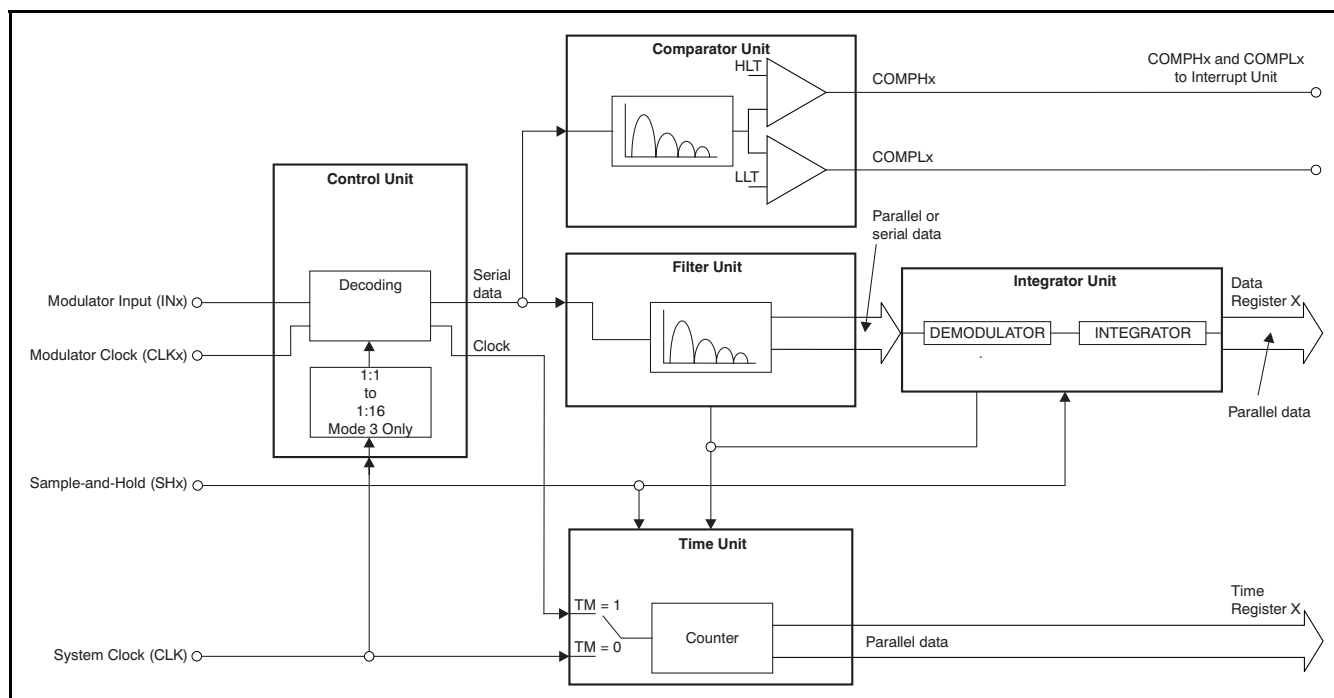 Comparator Unit
HLT
COMPHx
COMPHx and COMPLx
to Interrupt Unit
COMPLx
LLT
Control Unit
Parallel or
serial data
Filter Unit
Integrator Unit
Data
Register X
Decoding
Serial
data
Modulator Input (INx)
DEMODULATOR
INTEGRATOR
Clock
Modulator Clock (CLKx)
1:1
to
1:16
Mode 3 Only
Parallel data
Sample-and-Hold (SHx)
Time Unit
Time
Register X
TM = 1
Counter
Parallel data
TM = 0
System Clock (CLK)